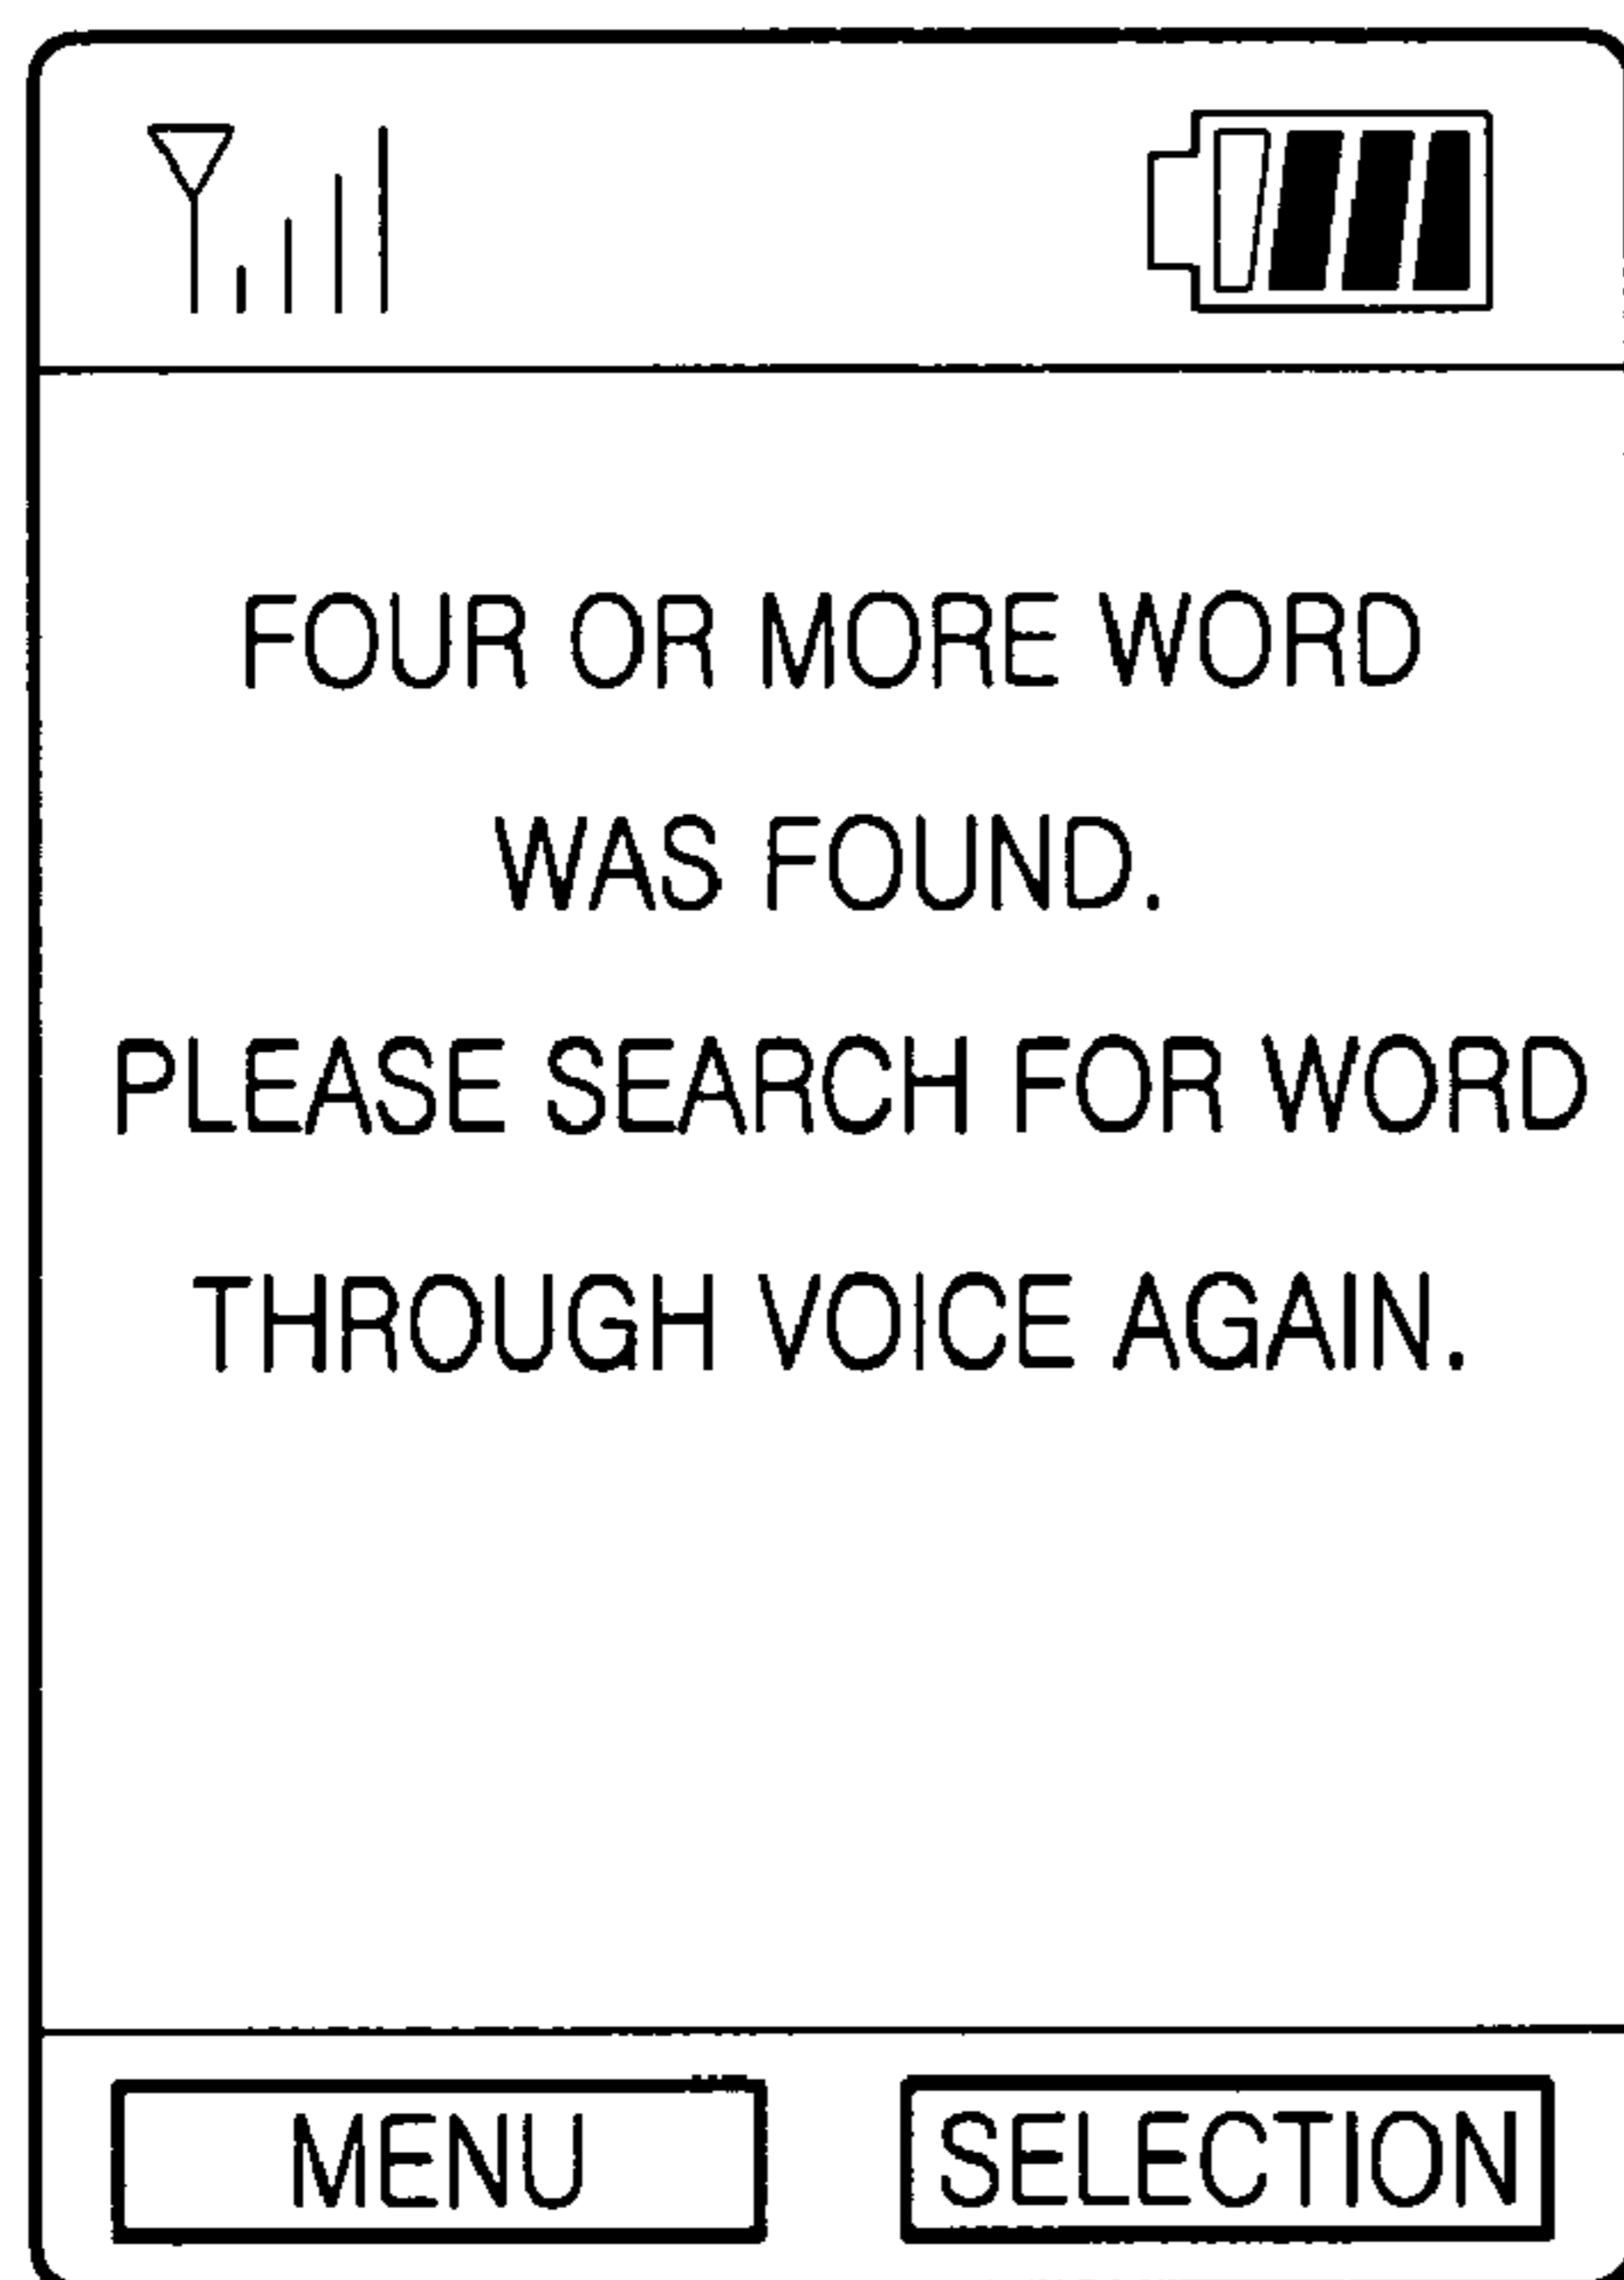 FOUR OR MORE WORD
WAS FOUND.
PLEASE SEARCH FOR WORD
THROUGH VOICE AGAIN.
MENU
SELECTION